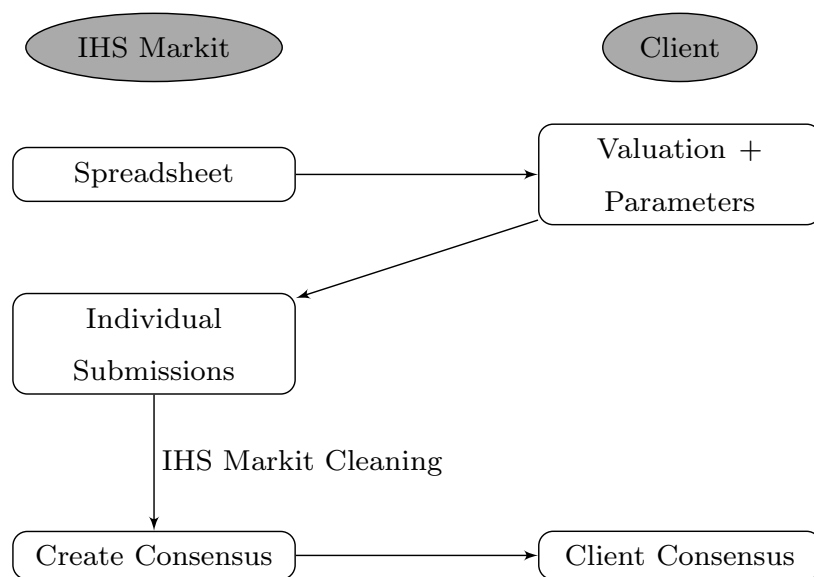 IHS Markit
Client
Spreadsheet
Valuation +
Parameters
Individual
Submissions
IHS Markit Cleaning
Create Consensus
Client Consensus